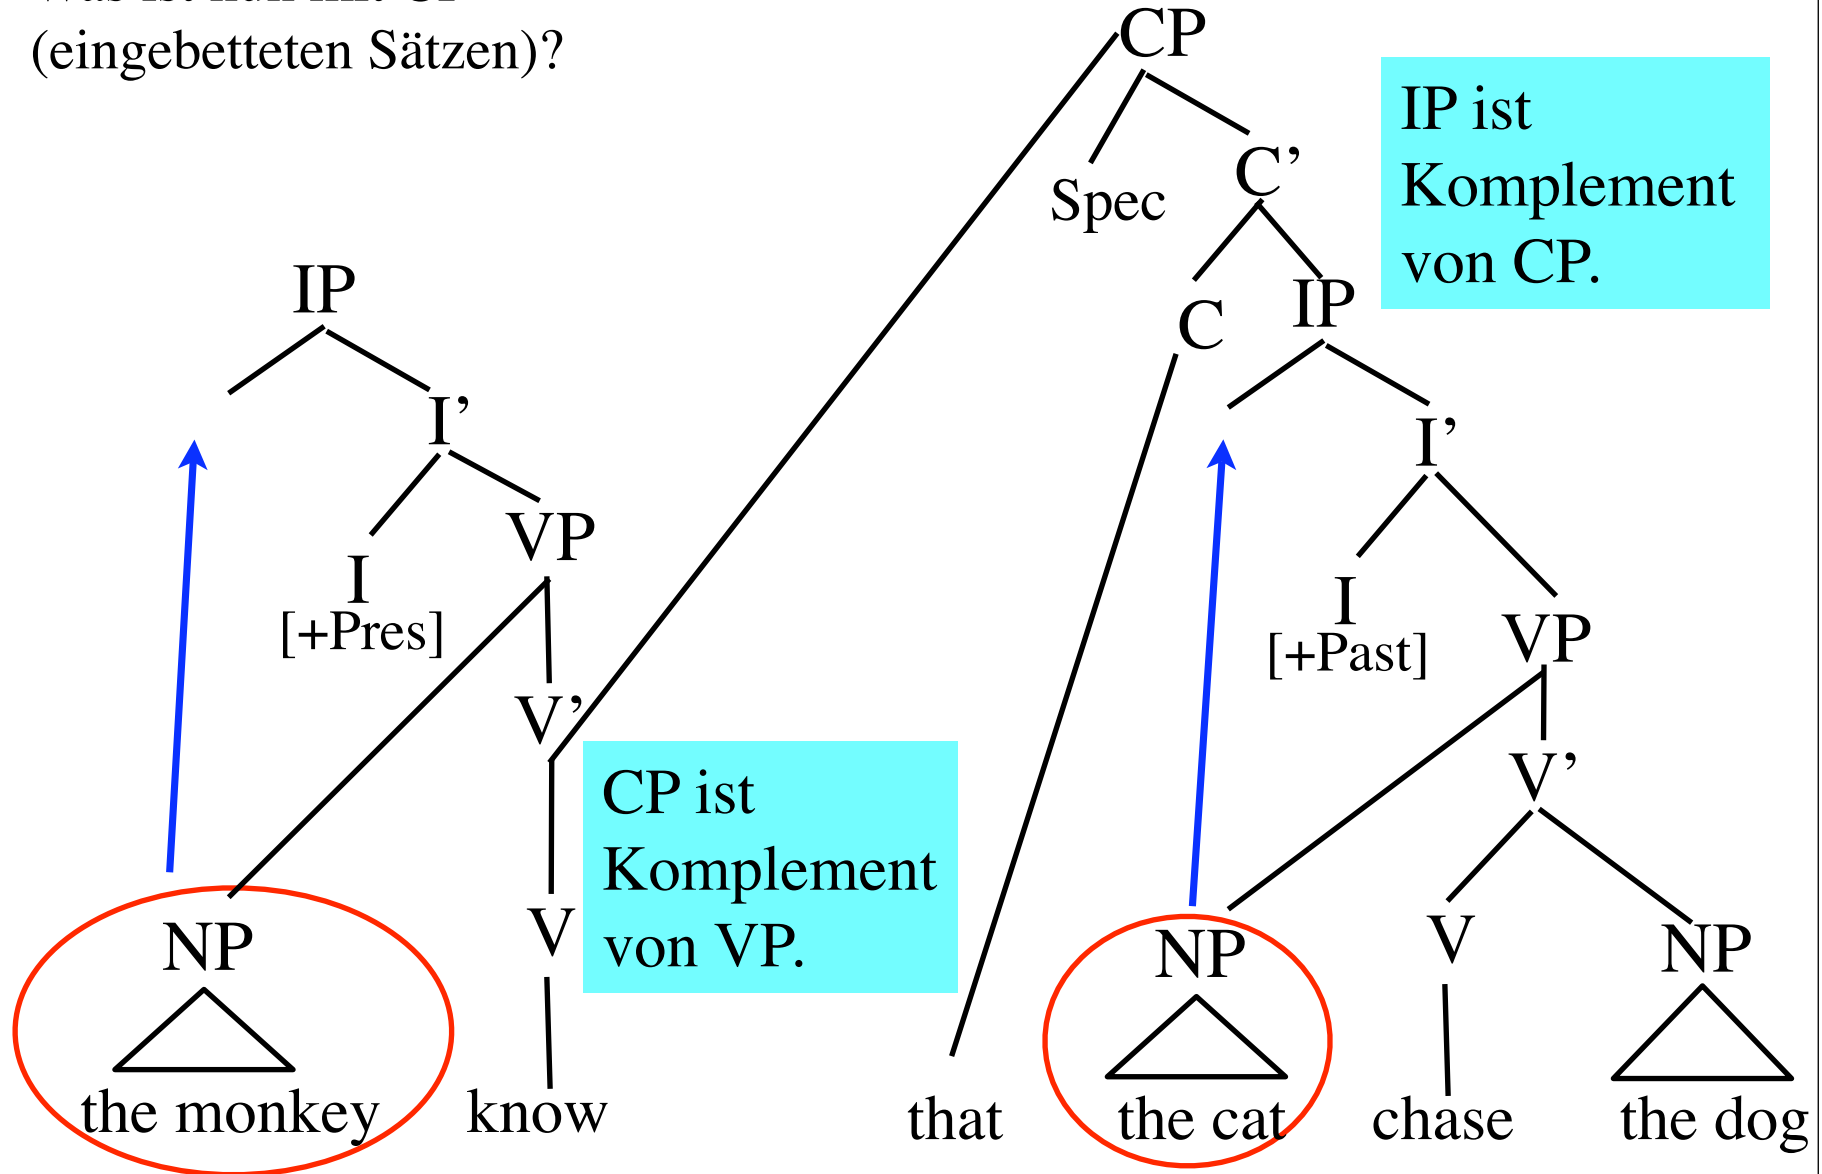 (eingebetteten Sätzen)?
CP
IP ist
Komplement
von CP.
Spec
C’
C
IP
IP
I’
I’
I
[+Pres]
VP
I
[+Past]
VP
V’
V’
CP ist
Komplement
von VP.
NP
V
NP
V
NP
the monkey
know
that
the cat
chase
the dog